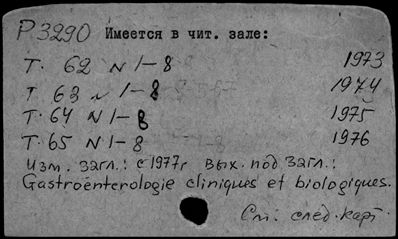 Р3290 Имеется в чит. зале:
Т. 62 N 1-8 1973
Т 63 N 1-8 1974
Т. 64 N 1-8 1975
Т. 65 N 1-8 1976
Изм. загл.: с 1977г вых. под загл.:
Gastroénterologie cliniques et biologiques.
См. след. карт.